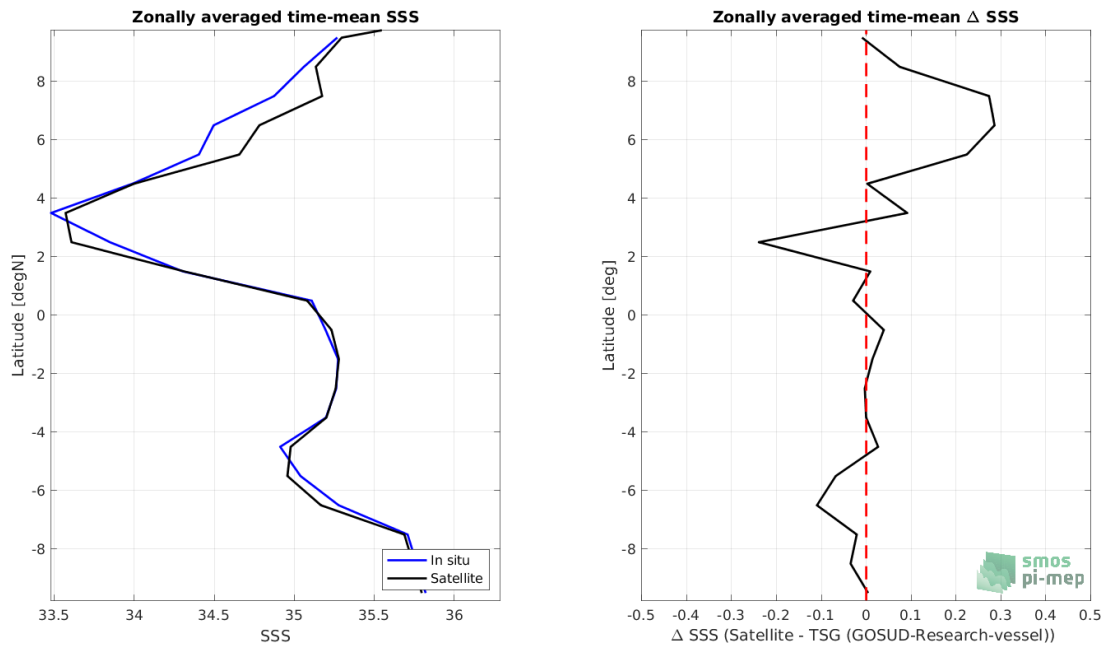 Zonally averaged time-mean SSS
Latitude [degN]
8
6
4
2
0
-2
-4
-6
-8
33.5 34 34.5 35 35.5 36
SSS
In situ
Satellite
Zonally averaged time-mean Δ SSS
Latitude [deg]
8
6
4
2
0
-2
-4
-6
-8
-0.5 -0.4 -0.3 -0.2 -0.1 0 0.1 0.2 0.3 0.4 0.5
Δ SSS (Satellite - TSG (GOSUD-Research-vessel))
smos
pi-mep